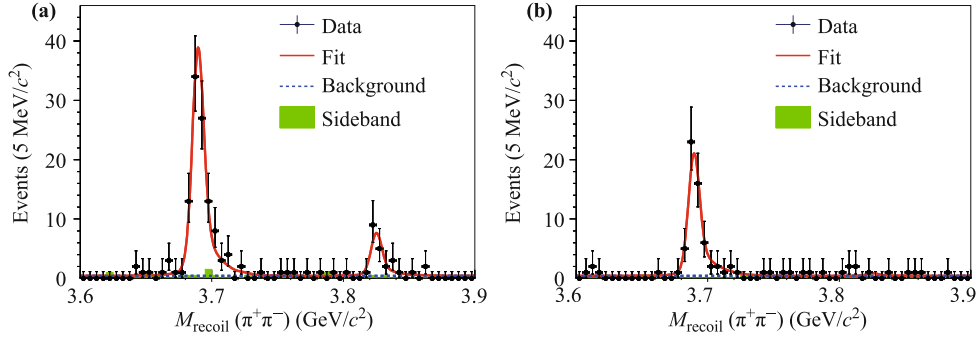 (a)
Data
Fit
Background
Sideband
Events (5 MeV/c²)
40
30
20
10
0
3.6 3.7 3.8 3.9
M_recoil (π⁺π⁻) (GeV/c²)
(b)
Data
Fit
Background
Sideband
Events (5 MeV/c²)
40
30
20
10
0
3.6 3.7 3.8 3.9
M_recoil (π⁺π⁻) (GeV/c²)